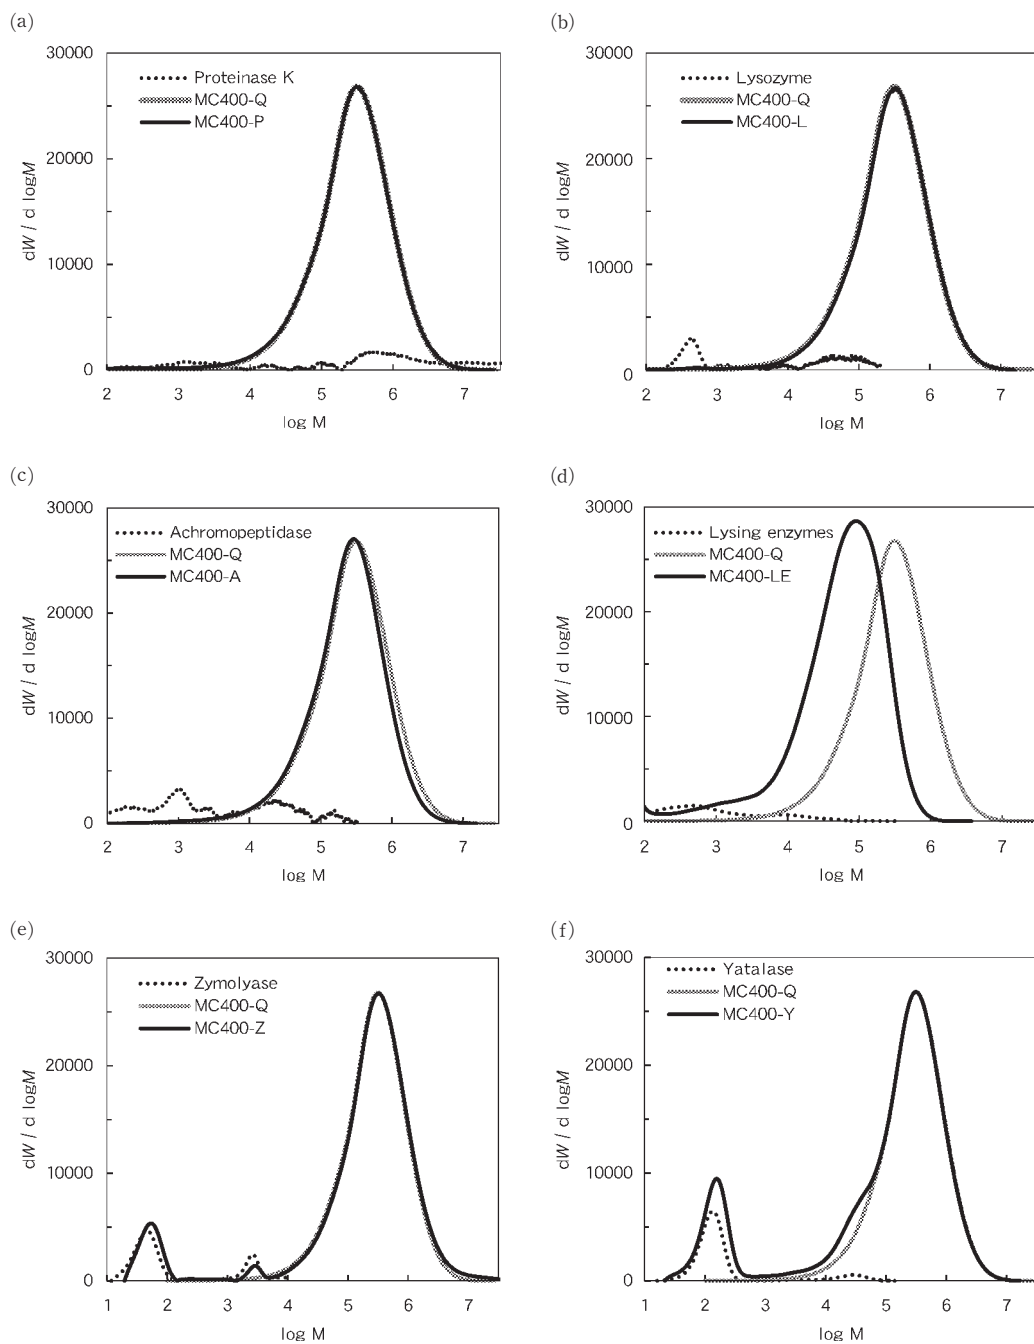 (a)
30000
20000
10000
0
dW / d logM
Proteinase K
MC400-Q
MC400-P
2 3 4 5 6 7
log M
(b)
30000
20000
10000
0
dW / d logM
Lysozyme
MC400-Q
MC400-L
2 3 4 5 6 7
log M
(c)
30000
20000
10000
0
dW / d logM
Achromopeptidase
MC400-Q
MC400-A
2 3 4 5 6 7
log M
(d)
30000
20000
10000
0
dW / d logM
Lysing enzymes
MC400-Q
MC400-LE
2 3 4 5 6 7
log M
(e)
30000
20000
10000
0
dW / d logM
Zymolyase
MC400-Q
MC400-Z
1 2 3 4 5 6 7
log M
(f)
30000
20000
10000
0
dW / d logM
Yatalase
MC400-Q
MC400-Y
1 2 3 4 5 6 7
log M